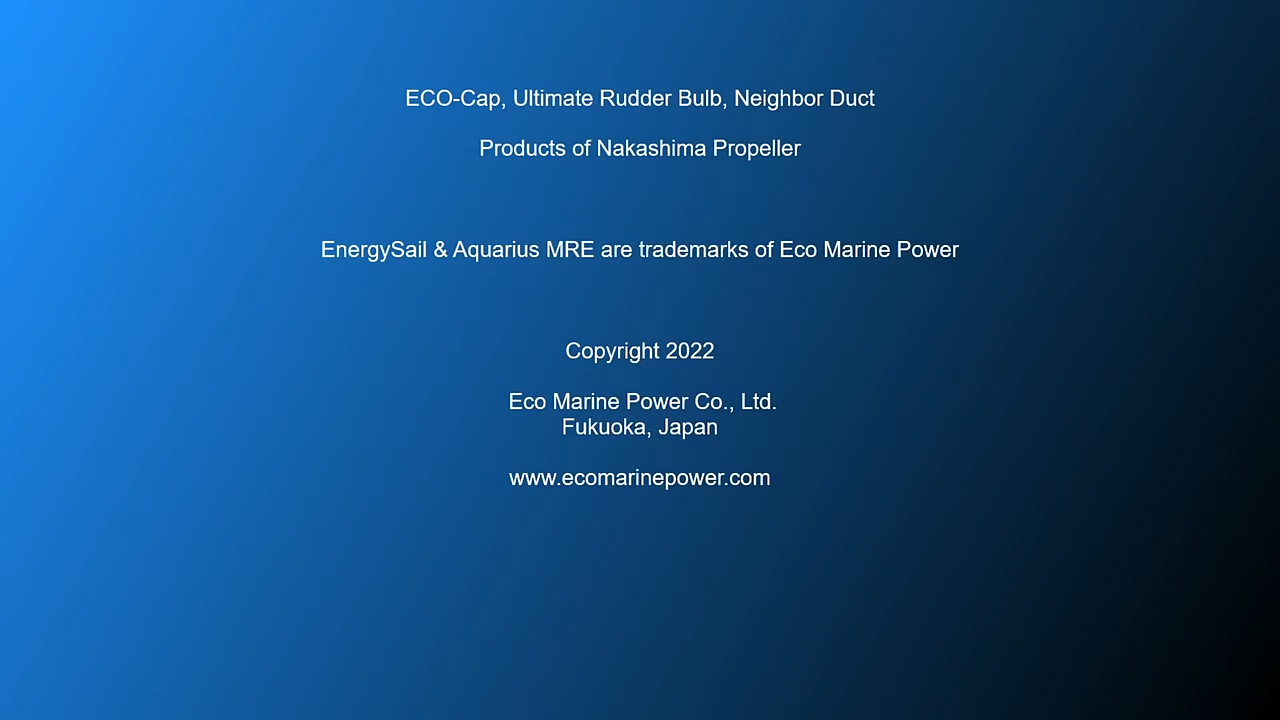 ECO-Cap, Ultimate Rudder Bulb, Neighbor Duct
Products of Nakashima Propeller
EnergySail & Aquarius MRE are trademarks of Eco Marine Power
Copyright 2022
Eco Marine Power Co., Ltd.
Fukuoka, Japan
www.ecomarinepower.com